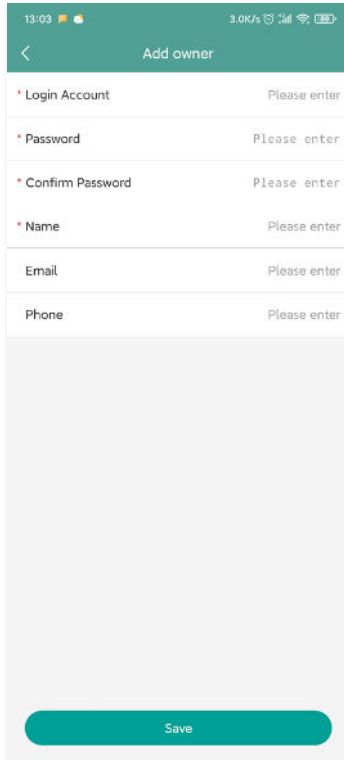 13:03 3.0K/s
Add owner
* Login Account Please enter
* Password Please enter
* Confirm Password Please enter
* Name Please enter
Email Please enter
Phone Please enter
Save